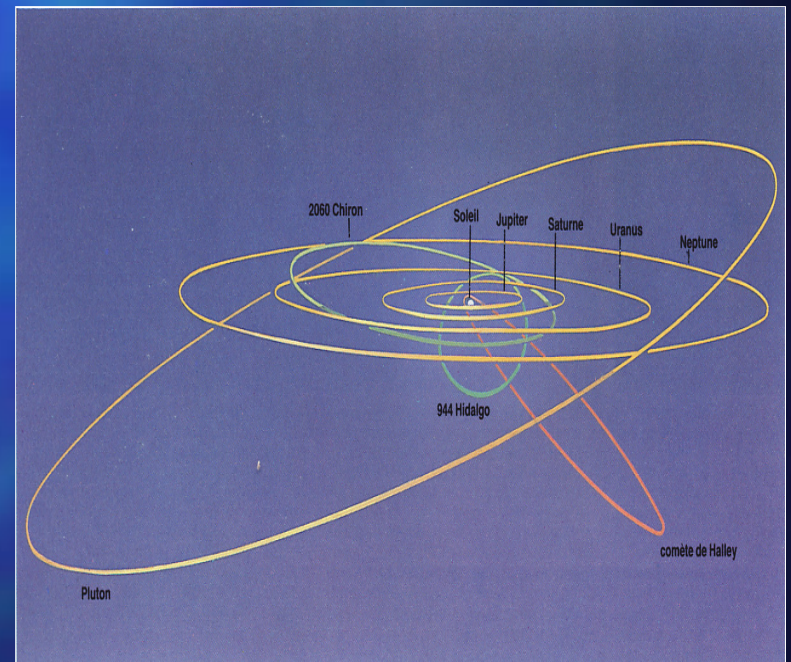 2060 Chiron
Soleil
Jupiter
Saturne
Uranus
Neptune
944 Hidalgo
comète de Halley
Pluton